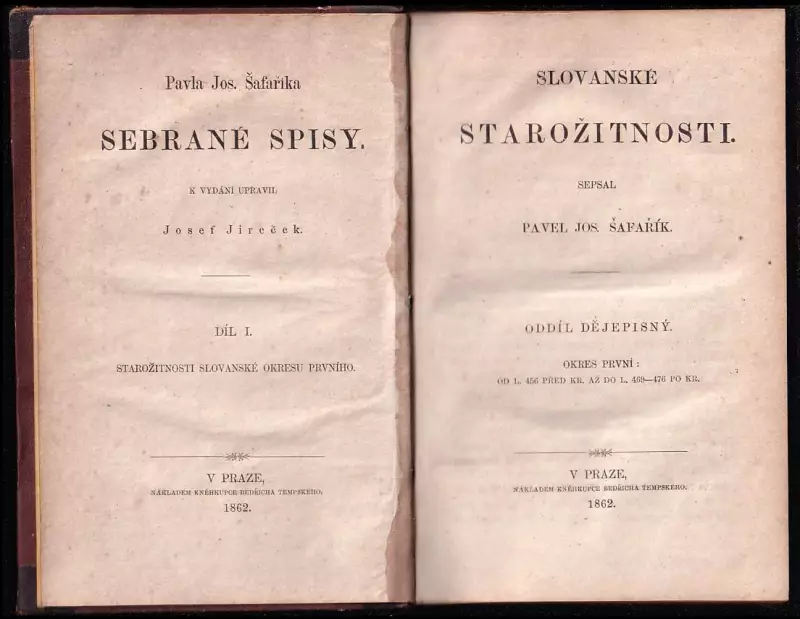 Pavla Jos. Šafaříka
SEBRANÉ SPISY.
K VYDÁNÍ UPRAVIL
Josef Jireček.
DÍL I.
STAROŽITNOSTI SLOVANSKÉ OKRESU PRVNÍHO.
V PRAZE,
NÁKLADEM KNĚHKUPCE BEDŘICHA TEMPSKÉHO.
1862.
SLOVANSKÉ
STAROŽITNOSTI.
SEPSAL
PAVEL JOS. ŠAFAŘÍK.
ODDÍL DĚJEPISNÝ.
OKRES PRVNÍ:
OD L. 456 PŘED KR. AŽ DO L. 469—476 PO KR.
V PRAZE,
NÁKLADEM KNĚHKUPCE BEDŘICHA TEMPSKÉHO.
1862.